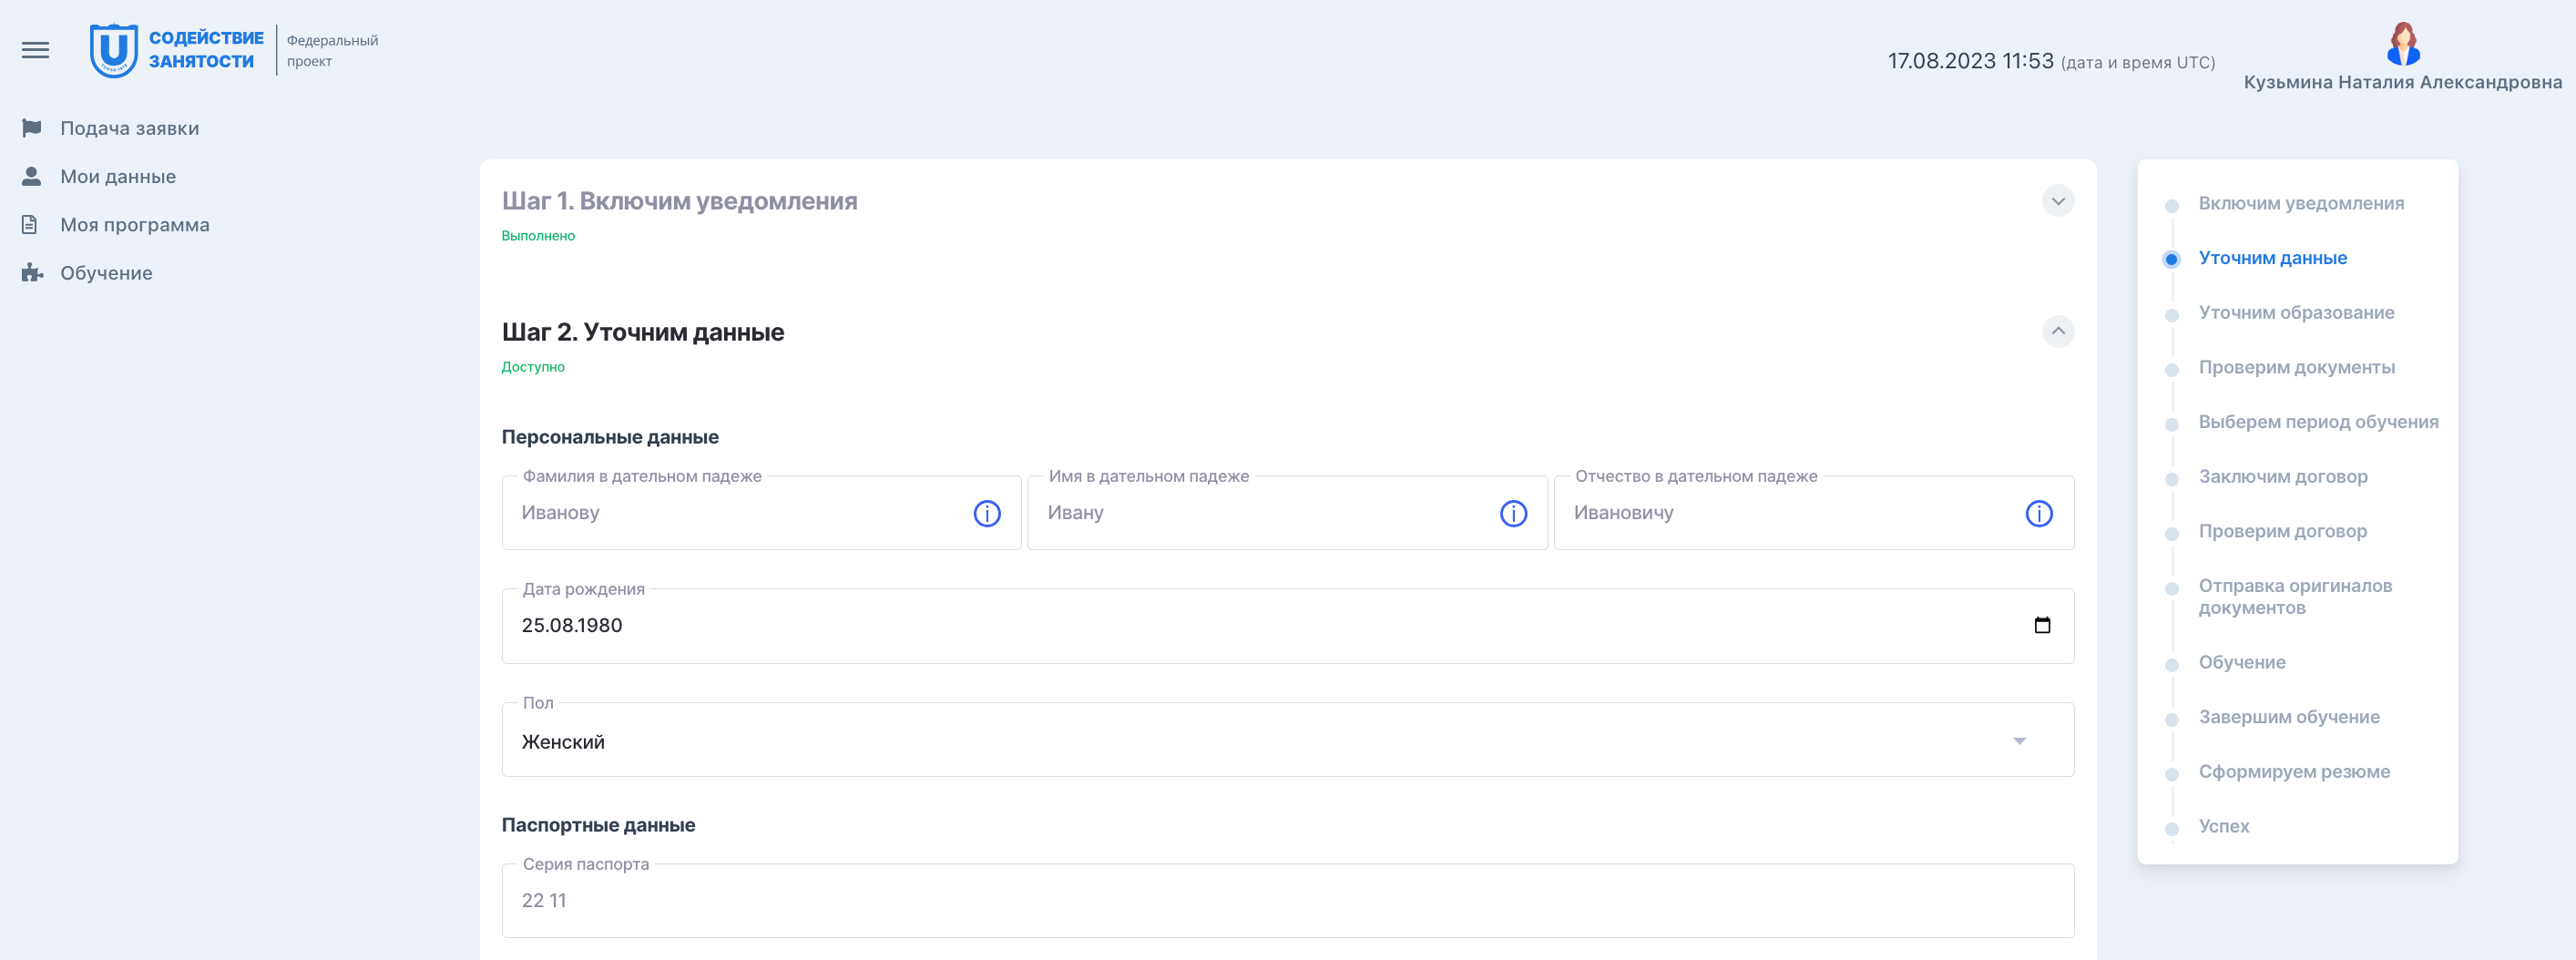 СОДЕЙСТВИЕ
ЗАНЯТОСТИ
Федеральный
проект
17.08.2023 11:53 (дата и время UTC)
Кузьмина Наталия Александровна
Подача заявки
Мои данные
Моя программа
Обучение
Шаг 1. Включим уведомления
Выполнено
Шаг 2. Уточним данные
Доступно
Персональные данные
Фамилия в дательном падеже
Иванову
Имя в дательном падеже
Ивану
Отчество в дательном падеже
Ивановичу
Дата рождения
25.08.1980
Пол
Женский
Паспортные данные
Серия паспорта
22 11
Включим уведомления
Уточним данные
Уточним образование
Проверим документы
Выберем период обучения
Заключим договор
Проверим договор
Отправка оригиналов
документов
Обучение
Завершим обучение
Сформируем резюме
Успех